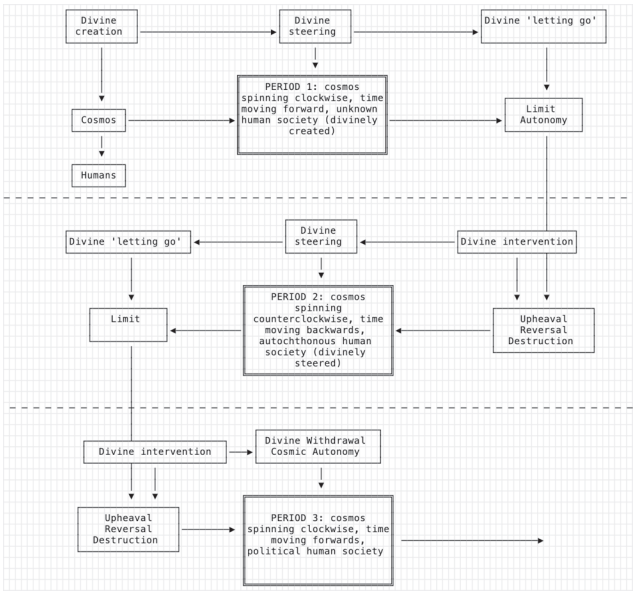 Divine
creation
Divine
steering
Divine 'letting go'
PERIOD 1: cosmos
spinning clockwise, time
moving forward, unknown
human society (divinely
created)
Limit
Autonomy
Cosmos
Humans
Divine 'letting go'
Divine
steering
Divine intervention
Limit
PERIOD 2: cosmos
spinning
counterclockwise, time
moving backwards,
autochthonous human
society (divinely
steered)
Upheaval
Reversal
Destruction
Divine intervention
Divine Withdrawal
Cosmic Autonomy
Upheaval
Reversal
Destruction
PERIOD 3: cosmos
spinning clockwise, time
moving forwards,
political human society